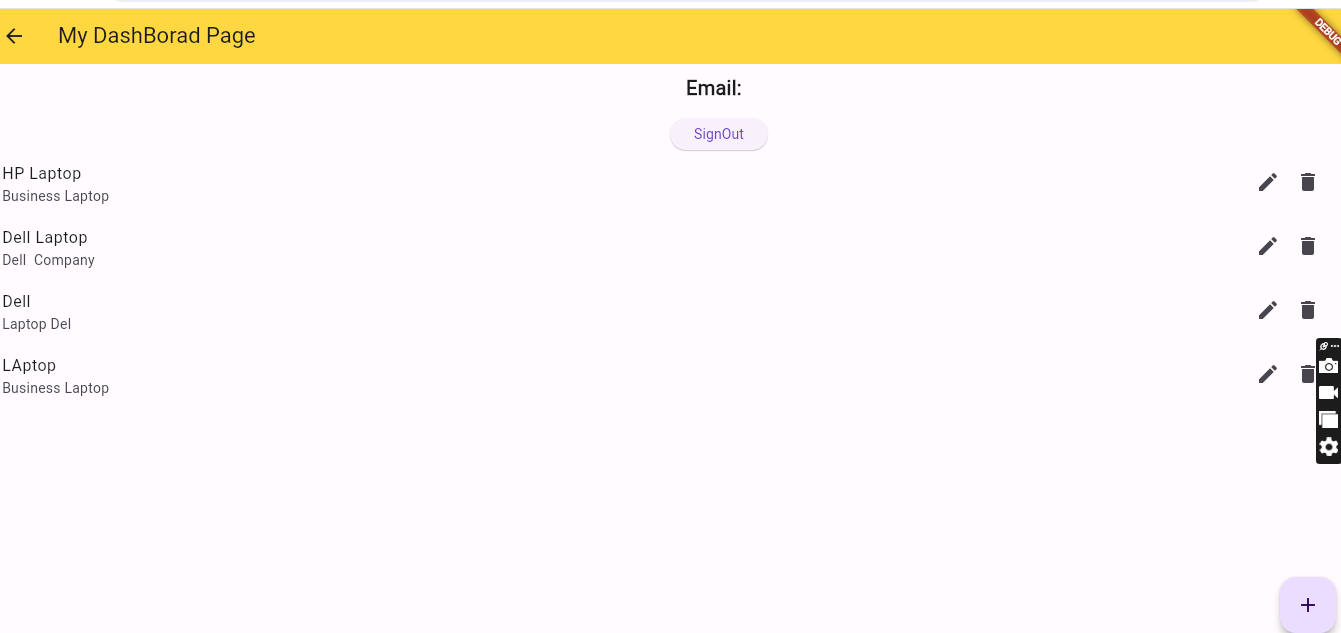 My DashBorad Page
DEBUG
Email:
SignOut
HP Laptop
Business Laptop
Dell Laptop
Dell  Company
Dell
Laptop Del
LAptop
Business Laptop